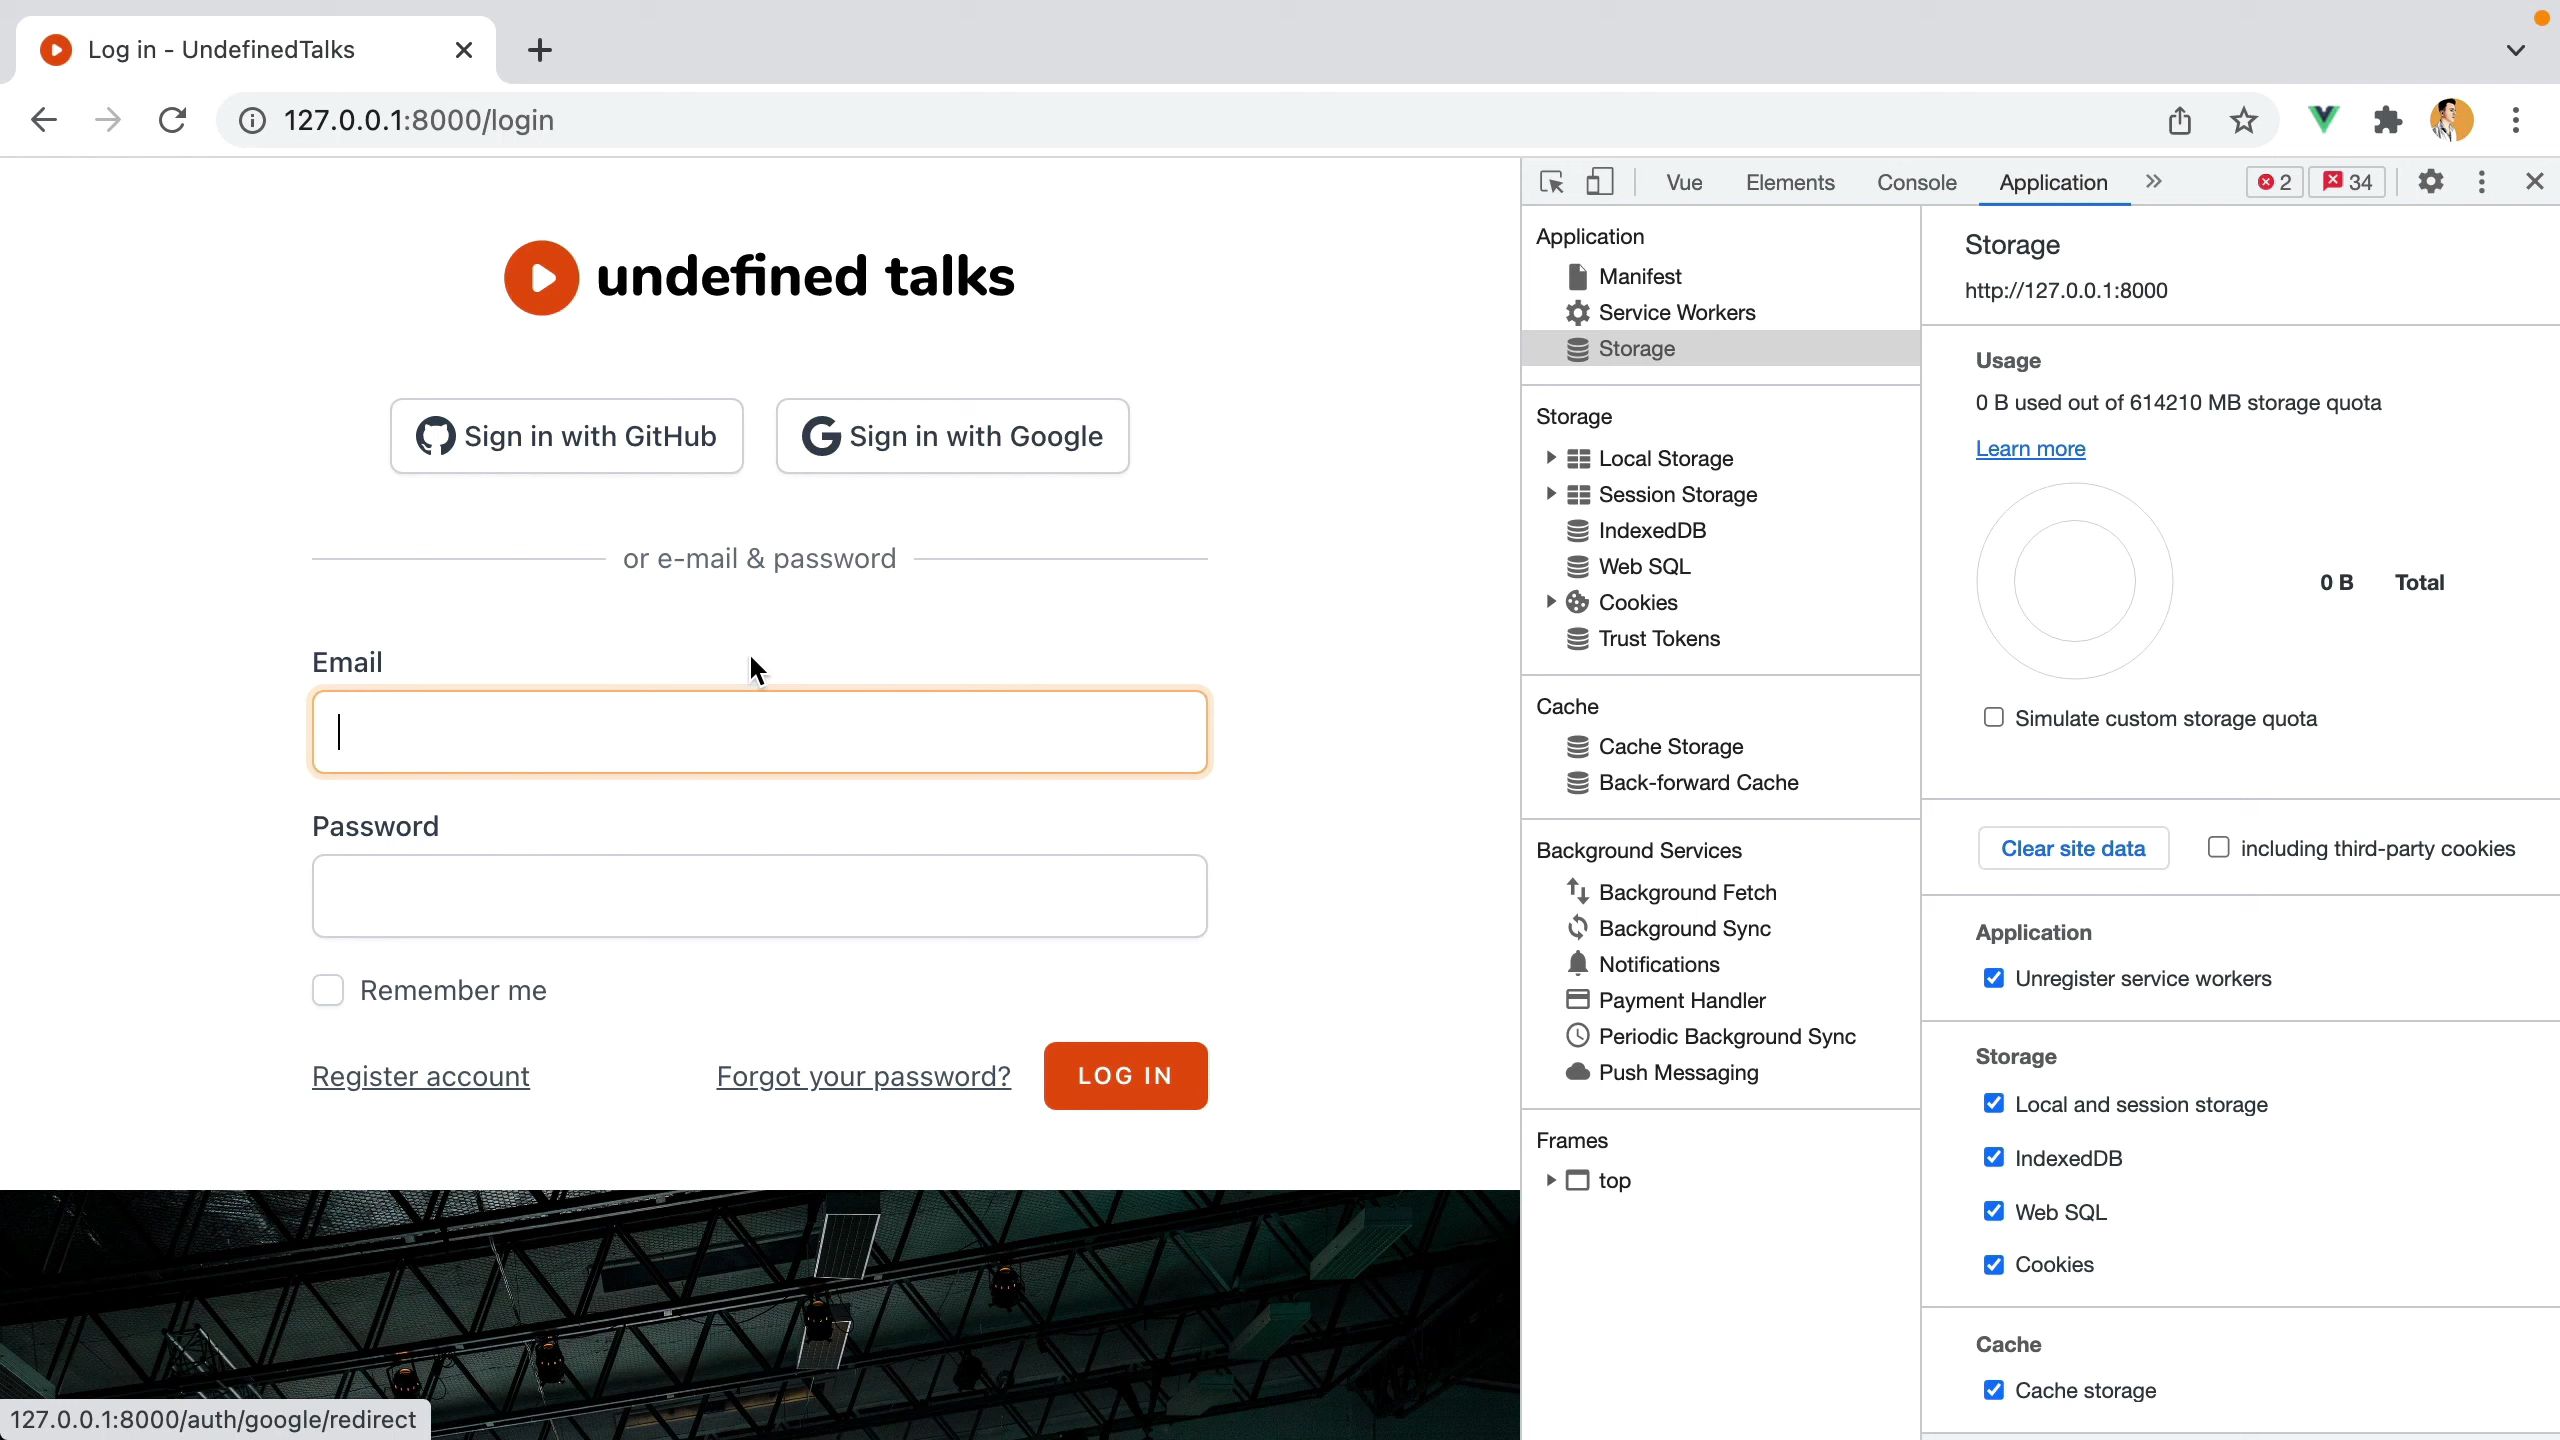 Log in - UndefinedTalks
127.0.0.1:8000/login
undefined talks
Sign in with GitHub
Sign in with Google
or e-mail & password
Email
Password
Remember me
Register account
Forgot your password?
LOG IN
127.0.0.1:8000/auth/google/redirect
Vue
Elements
Console
Application
2
34
Application
Manifest
Service Workers
Storage
Storage
Local Storage
Session Storage
IndexedDB
Web SQL
Cookies
Trust Tokens
Cache
Cache Storage
Back-forward Cache
Background Services
Background Fetch
Background Sync
Notifications
Payment Handler
Periodic Background Sync
Push Messaging
Frames
top
Storage
http://127.0.0.1:8000
Usage
0 B used out of 614210 MB storage quota
Learn more
0 B Total
Simulate custom storage quota
Clear site data
including third-party cookies
Application
Unregister service workers
Storage
Local and session storage
IndexedDB
Web SQL
Cookies
Cache
Cache storage